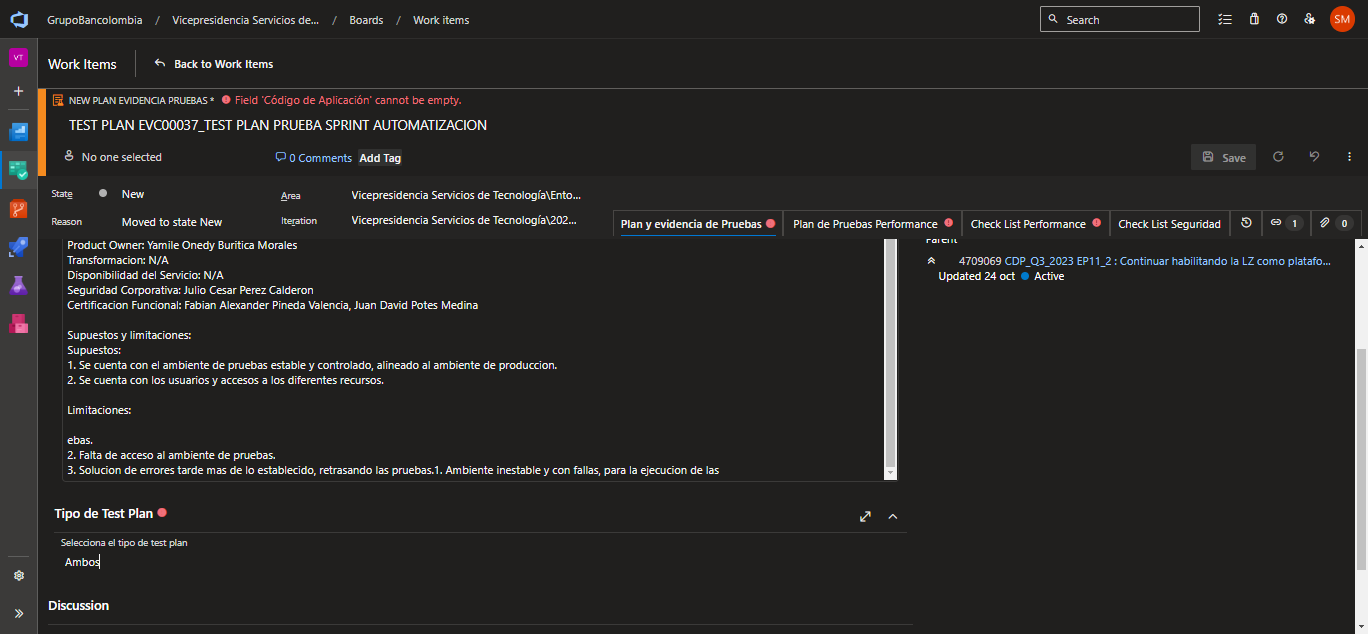 GrupoBancolombia / Vicepresidencia Servicios de... / Boards / Work items
Search
SM
VT
Work Items
Back to Work Items
NEW PLAN EVIDENCIA PRUEBAS * Field 'Código de Aplicación' cannot be empty.
TEST PLAN EVC00037_TEST PLAN PRUEBA SPRINT AUTOMATIZACION
No one selected
0 Comments
Add Tag
Save
State
New
Area
Vicepresidencia Servicios de Tecnología\Ento...
Reason
Moved to state New
Iteration
Vicepresidencia Servicios de Tecnología\202...
Plan y evidencia de Pruebas
Plan de Pruebas Performance
Check List Performance
Check List Seguridad
1
0
Product Owner: Yamile Onedy Buritica Morales
Transformacion: N/A
Disponibilidad del Servicio: N/A
Seguridad Corporativa: Julio Cesar Perez Calderon
Certificacion Funcional: Fabian Alexander Pineda Valencia, Juan David Potes Medina
Supuestos y limitaciones:
Supuestos:
1. Se cuenta con el ambiente de pruebas estable y controlado, alineado al ambiente de produccion.
2. Se cuenta con los usuarios y accesos a los diferentes recursos.
Limitaciones:
ebas.
2. Falta de acceso al ambiente de pruebas.
3. Solucion de errores tarde mas de lo establecido, retrasando las pruebas.1. Ambiente inestable y con fallas, para la ejecucion de las
Parent
4709069 CDP_Q3_2023 EP11_2 : Continuar habilitando la LZ como platafo...
Updated 24 oct Active
Tipo de Test Plan
Selecciona el tipo de test plan
Ambos
Discussion